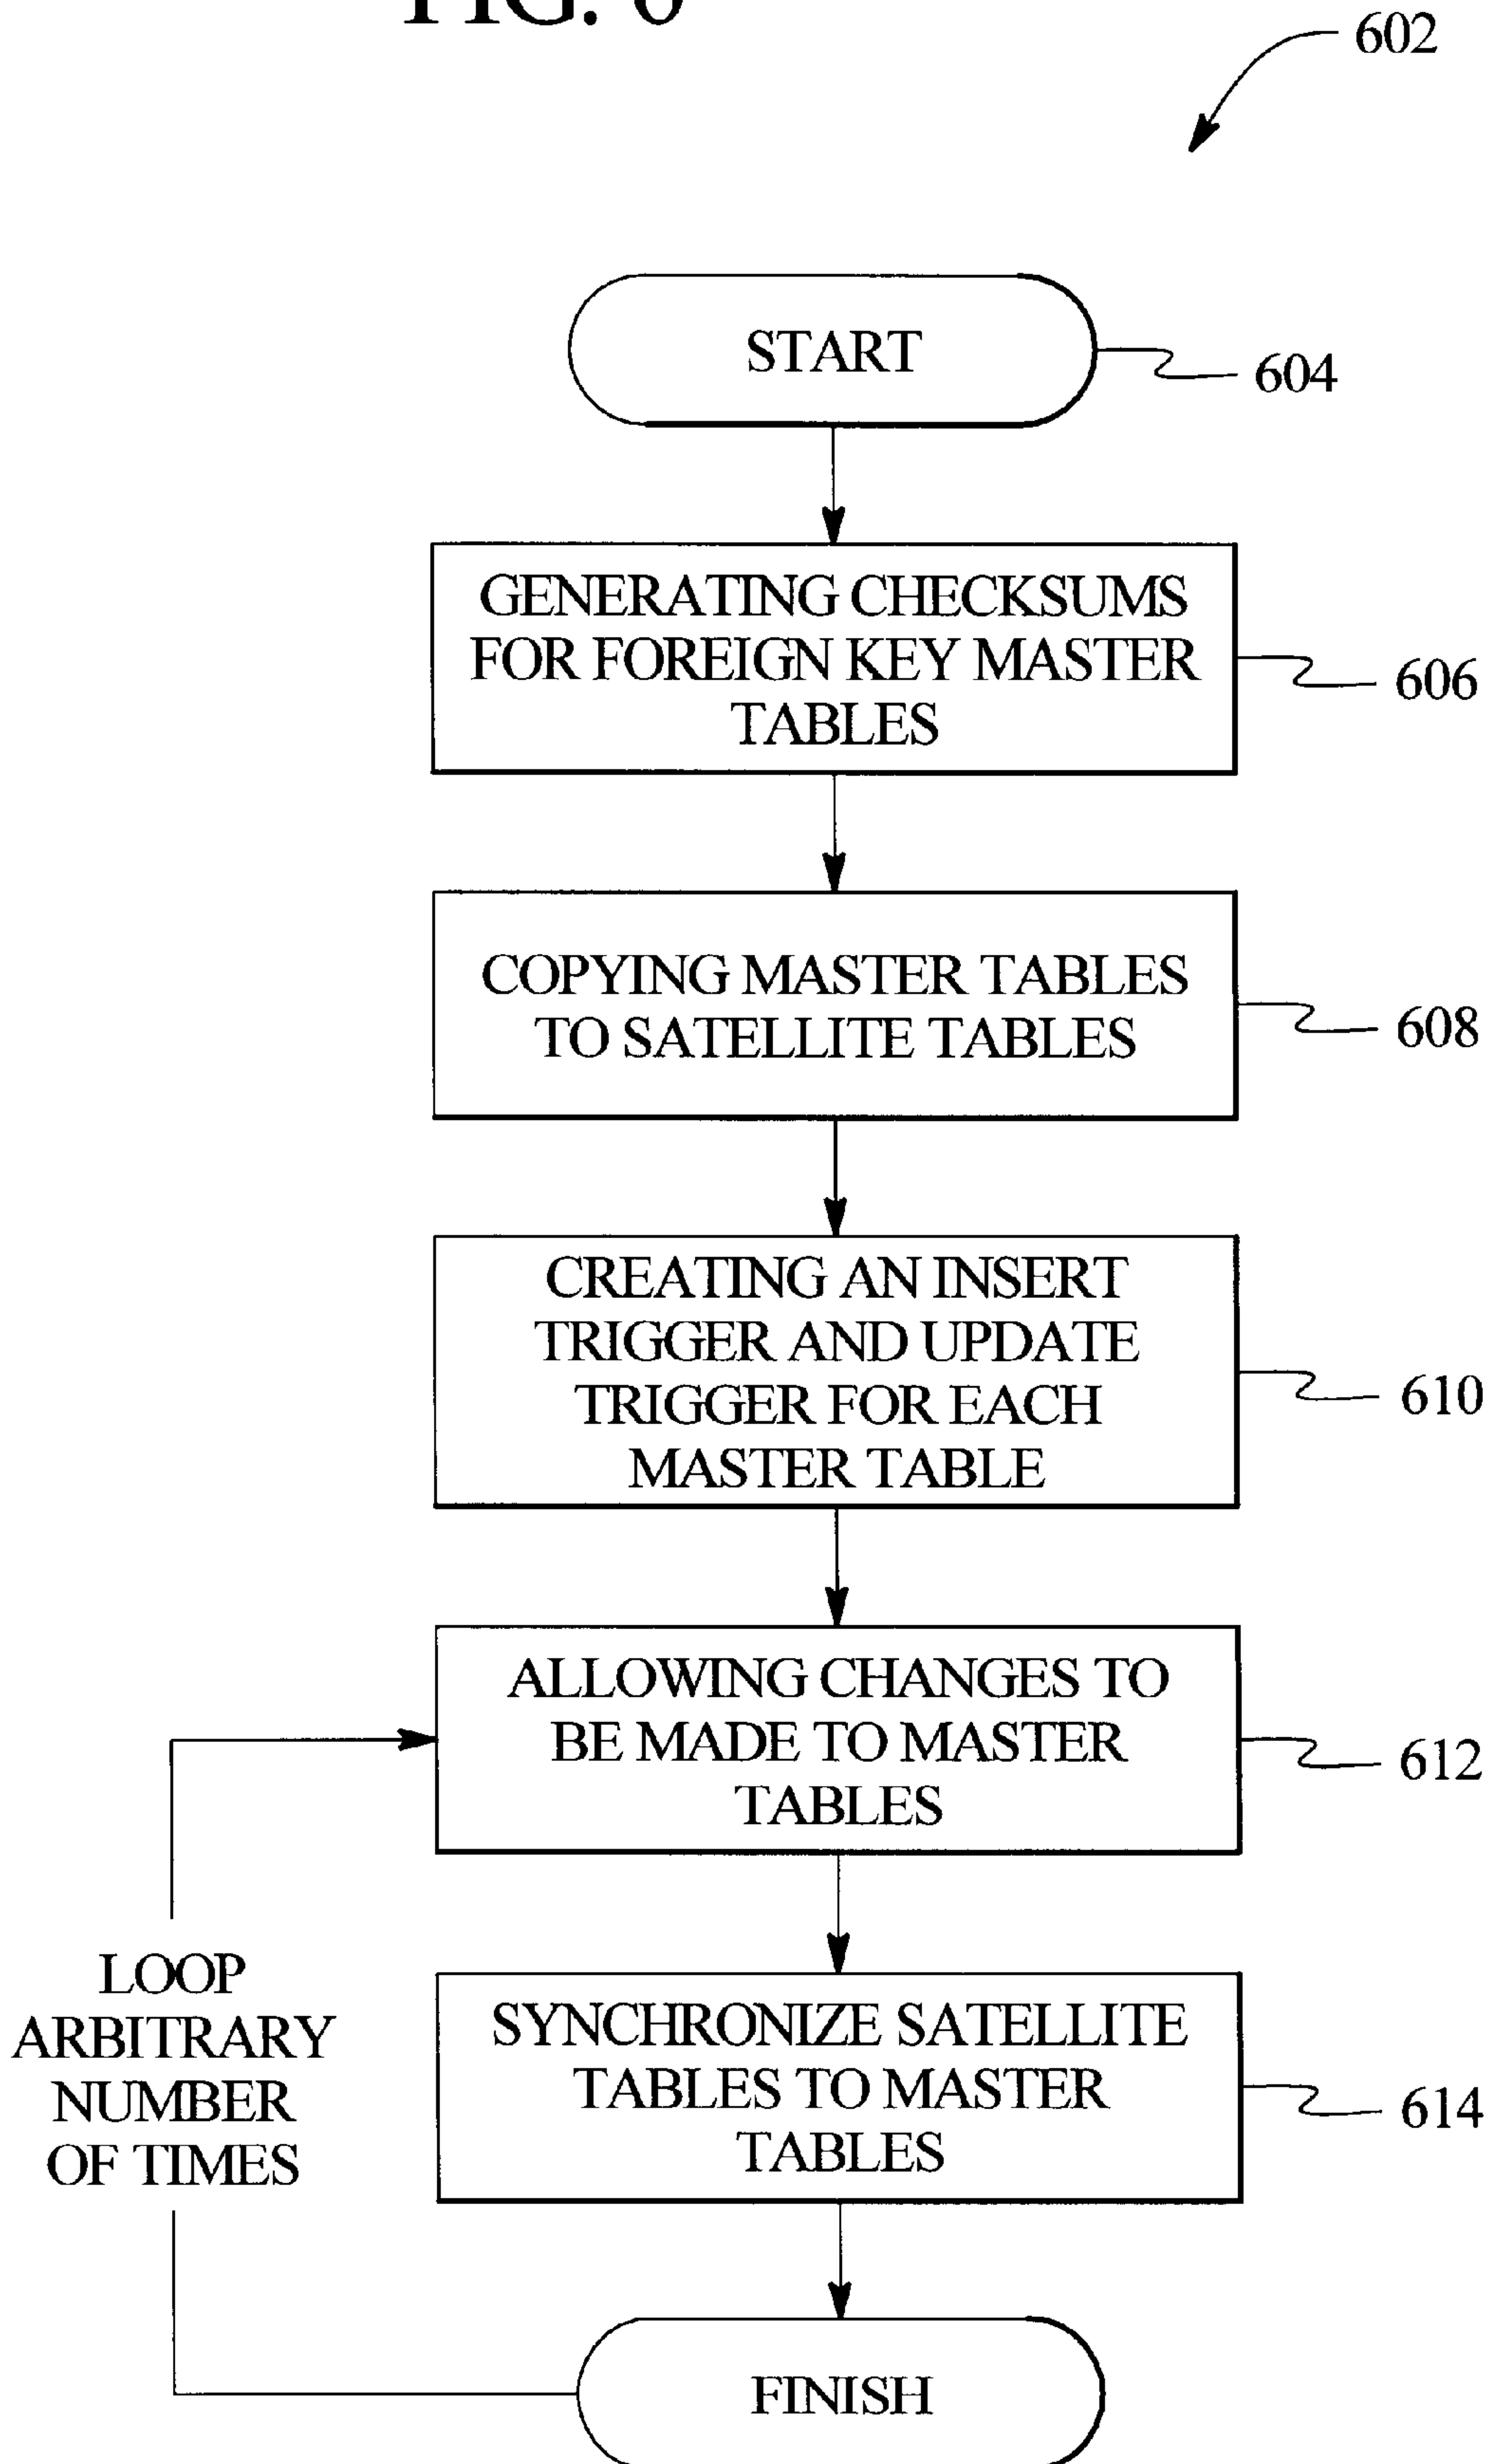 FIG. 6
602
START
604
GENERATING CHECKSUMS
FOR FOREIGN KEY MASTER
TABLES
606
COPYING MASTER TABLES
TO SATELLITE TABLES
608
CREATING AN INSERT
TRIGGER AND UPDATE
TRIGGER FOR EACH
MASTER TABLE
610
ALLOWING CHANGES TO
BE MADE TO MASTER
TABLES
612
LOOP
ARBITRARY
NUMBER
OF TIMES
SYNCHRONIZE SATELLITE
TABLES TO MASTER
TABLES
614
FINISH